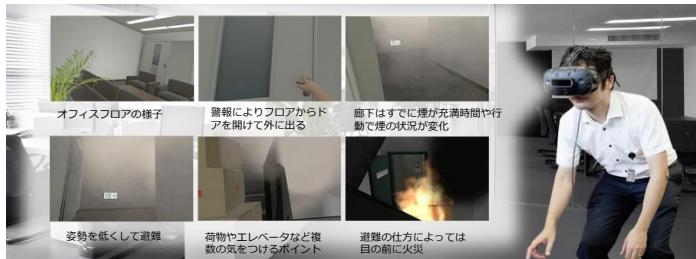 オフィスフロアの様子
警報によりフロアからド
アを開けて外に出る
廊下はすでに煙が充満時間や行
動で煙の状況が変化
姿勢を低くして避難
荷物やエレベータなど複
数の気をつけるポイント
避難の仕方によっては
目の前に火災